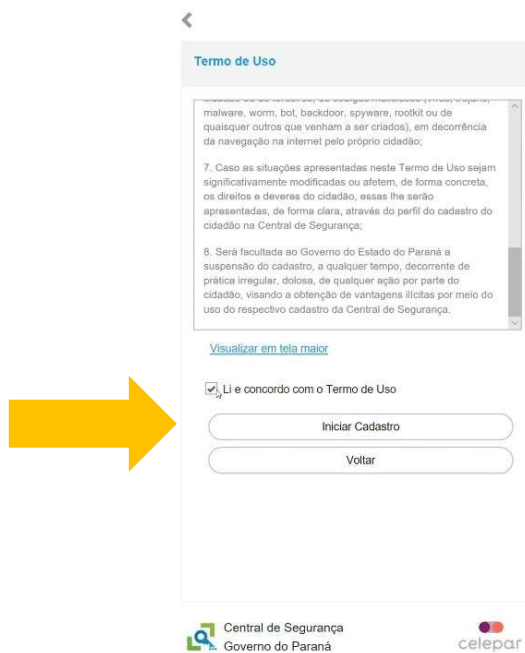 Termo de Uso
malware, worm, bot, backdoor, spyware, rootkit ou de
quaisquer outros que venham a ser criados), em decorrência
da navegação na internet pelo próprio cidadão;
7. Caso as situações apresentadas neste Termo de Uso sejam
significativamente modificadas ou afetem, de forma concreta,
os direitos e deveres do cidadão, essas lhe serão
apresentadas, de forma clara, através do perfil do cadastro do
cidadão na Central de Segurança;
8. Será facultada ao Governo do Estado do Paraná a
suspensão do cadastro, a qualquer tempo, decorrente de
prática irregular, dolosa, de qualquer ação por parte do
cidadão, visando a obtenção de vantagens ilícitas por meio do
uso do respectivo cadastro da Central de Segurança.
Visualizar em tela maior
Li e concordo com o Termo de Uso
Iniciar Cadastro
Voltar
Central de Segurança
Governo do Paraná
celepar